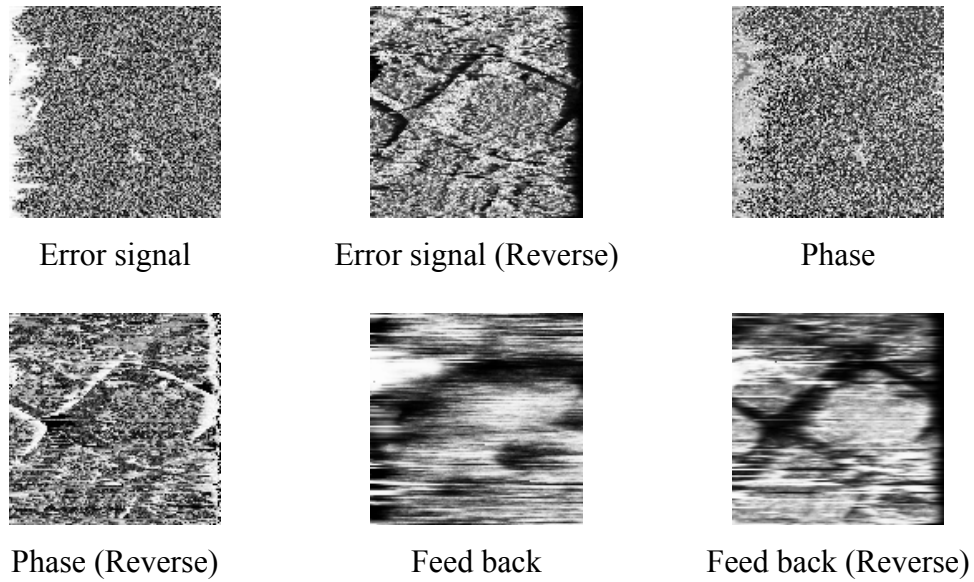 Error signal
Error signal (Reverse)
Phase
Phase (Reverse)
Feed back
Feed back (Reverse)